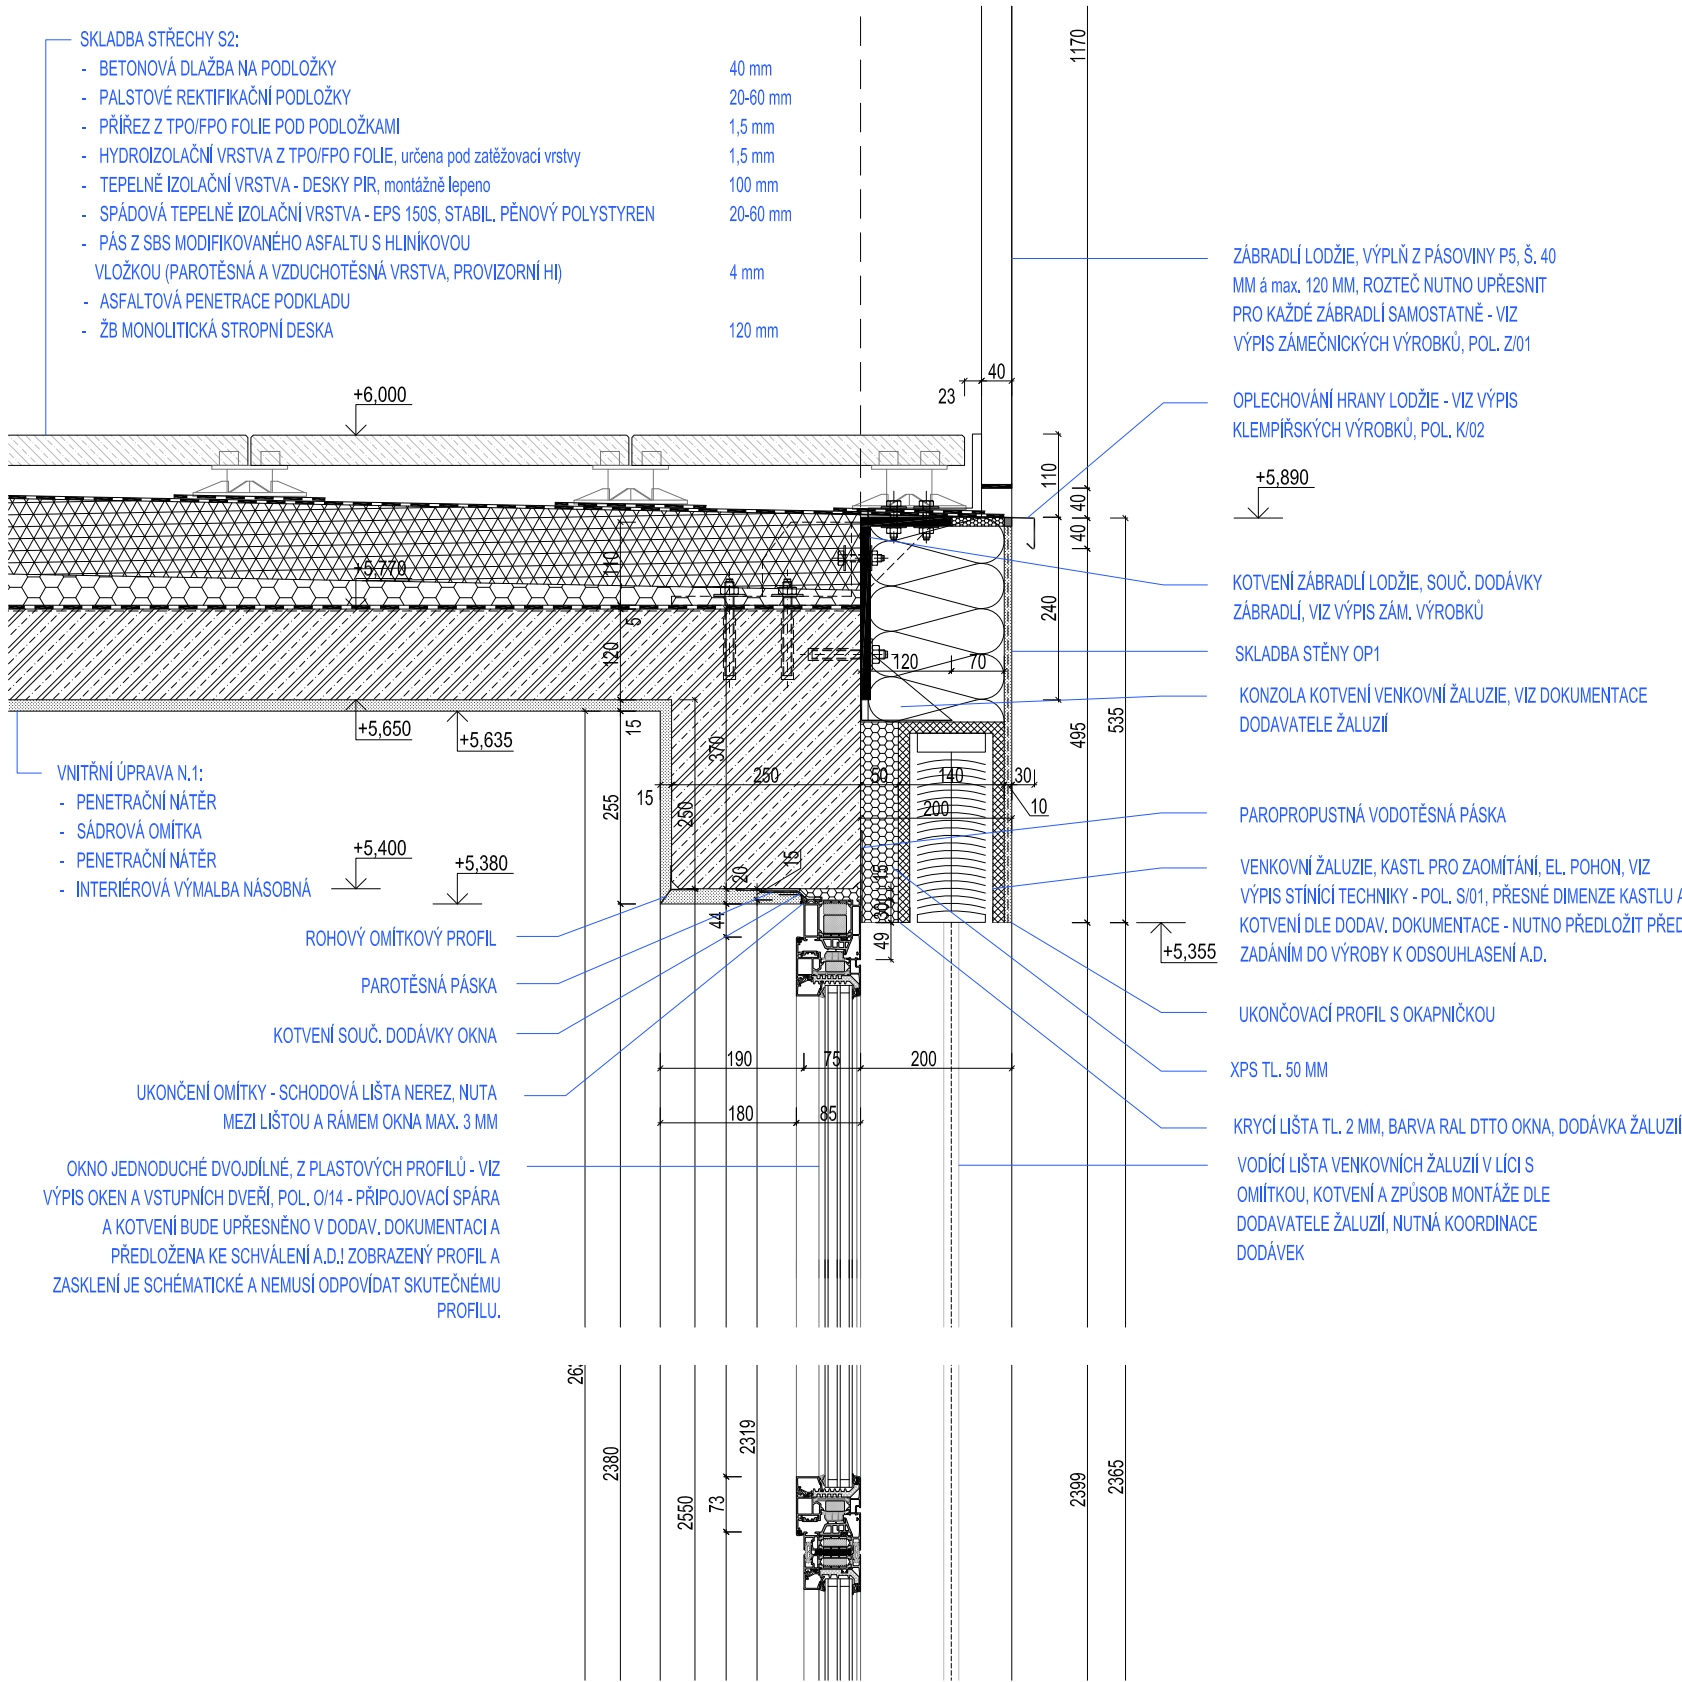 SKLADBA STŘECHY S2:
- BETONOVÁ DLAŽBA NA PODLOŽKY 40 mm
- PALSTOVÉ REKTIFIKAČNÍ PODLOŽKY 20-60 mm
- PŘÍŘEZ Z TPO/FPO FOLIE POD PODLOŽKAMI 1,5 mm
- HYDROIZOLAČNÍ VRSTVA Z TPO/FPO FOLIE, určena pod zatěžovací vrstvy 1,5 mm
- TEPELNĚ IZOLAČNÍ VRSTVA - DESKY PIR, montážně lepeno 100 mm
- SPÁDOVÁ TEPELNĚ IZOLAČNÍ VRSTVA - EPS 150S, STABIL. PĚNOVÝ POLYSTYREN 20-60 mm
- PÁS Z SBS MODIFIKOVANÉHO ASFALTU S HLINÍKOVOU
VLOŽKOU (PAROTĚSNÁ A VZDUCHOTĚSNÁ VRSTVA, PROVIZORNÍ HI) 4 mm
- ASFALTOVÁ PENETRACE PODKLADU
- ŽB MONOLITICKÁ STROPNÍ DESKA 120 mm
1170
ZÁBRADLÍ LODŽIE, VÝPLŇ Z PÁSOVINY P5, Š. 40
MM á max. 120 MM, ROZTEČ NUTNO UPŘESNIT
PRO KAŽDÉ ZÁBRADLÍ SAMOSTATNĚ - VIZ
VÝPIS ZÁMEČNICKÝCH VÝROBKŮ, POL. Z/01
+6,000
23
40
OPLECHOVÁNÍ HRANY LODŽIE - VIZ VÝPIS
KLEMPÍŘSKÝCH VÝROBKŮ, POL. K/02
110
40
40
+5,890
+5,770
110
5
120
240
KOTVENÍ ZÁBRADLÍ LODŽIE, SOUČ. DODÁVKY
ZÁBRADLÍ, VIZ VÝPIS ZÁM. VÝROBKŮ
SKLADBA STĚNY OP1
120
70
KONZOLA KOTVENÍ VENKOVNÍ ŽALUZIE, VIZ DOKUMENTACE
DODAVATELE ŽALUZIÍ
+5,650
+5,635
15
370
495
535
VNITŘNÍ ÚPRAVA N.1:
- PENETRAČNÍ NÁTĚR
- SÁDROVÁ OMÍTKA
- PENETRAČNÍ NÁTĚR
- INTERIÉROVÁ VÝMALBA NÁSOBNÁ
15
250
50
140
30
10
200
255
250
PAROPROPUSTNÁ VODOTĚSNÁ PÁSKA
+5,400
+5,380
20
15
15
30
44
49
VENKOVNÍ ŽALUZIE, KASTL PRO ZAOMÍTÁNÍ, EL. POHON, VIZ
VÝPIS STÍNÍCÍ TECHNIKY - POL. S/01, PŘESNÉ DIMENZE KASTLU A
KOTVENÍ DLE DODAV. DOKUMENTACE - NUTNO PŘEDLOŽIT PŘED
ZADÁNÍM DO VÝROBY K ODSOUHLASENÍ A.D.
+5,355
ROHOVÝ OMÍTKOVÝ PROFIL
PAROTĚSNÁ PÁSKA
KOTVENÍ SOUČ. DODÁVKY OKNA
UKONČOVACÍ PROFIL S OKAPNIČKOU
190
75
200
XPS TL. 50 MM
UKONČENÍ OMÍTKY - SCHODOVÁ LIŠTA NEREZ, NUTA
MEZI LIŠTOU A RÁMEM OKNA MAX. 3 MM
180
85
KRYCÍ LIŠTA TL. 2 MM, BARVA RAL DTTO OKNA, DODÁVKA ŽALUZIÍ
OKNO JEDNODUCHÉ DVOJDÍLNÉ, Z PLASTOVÝCH PROFILŮ - VIZ
VÝPIS OKEN A VSTUPNÍCH DVEŘÍ, POL. O/14 - PŘIPOJOVACÍ SPÁRA
A KOTVENÍ BUDE UPŘESNĚNO V DODAV. DOKUMENTACI A
PŘEDLOŽENA KE SCHVÁLENÍ A.D.! ZOBRAZENÝ PROFIL A
ZASKLENÍ JE SCHÉMATICKÉ A NEMUSÍ ODPOVÍDAT SKUTEČNÉMU
PROFILU.
VODÍCÍ LIŠTA VENKOVNÍCH ŽALUZIÍ V LÍCI S
OMIÍTKOU, KOTVENÍ A ZPŮSOB MONTÁŽE DLE
DODAVATELE ŽALUZIÍ, NUTNÁ KOORDINACE
DODÁVEK
2380
2550
73
2319
2399
2365